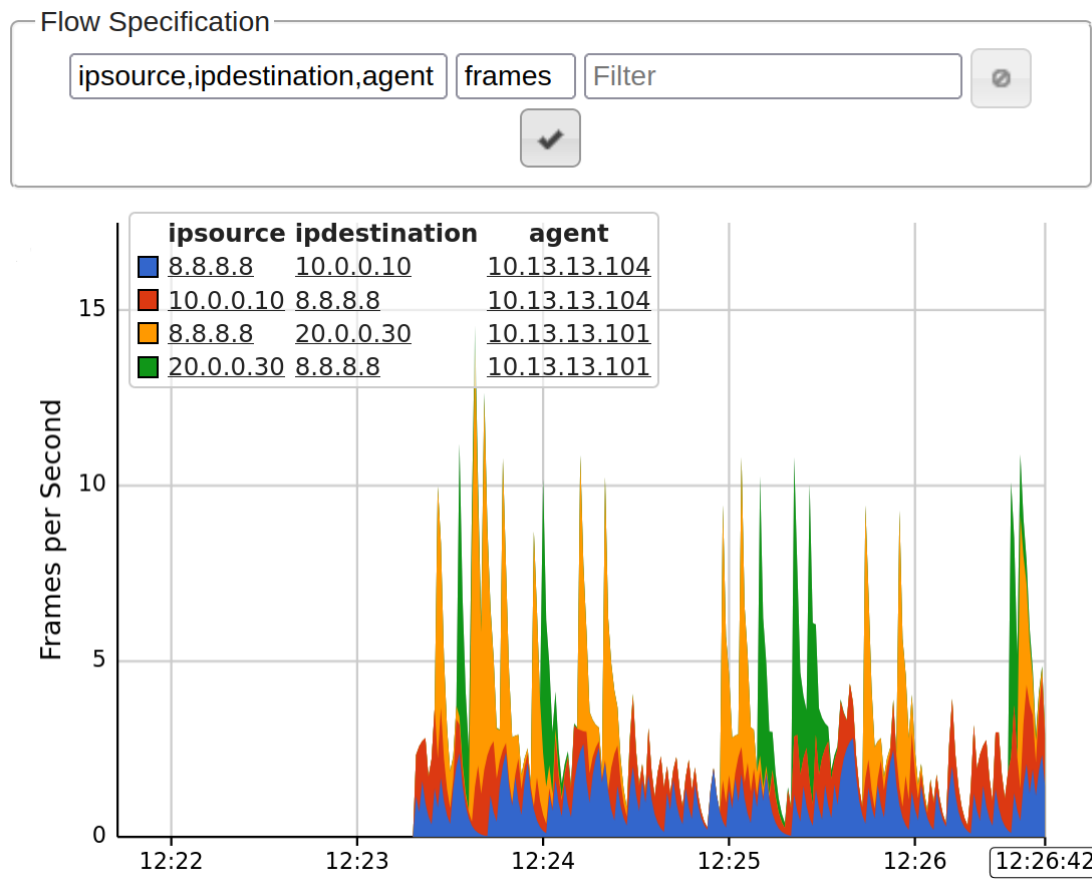 Flow Specification
ipsource,ipdestination,agent frames Filter
ipsource ipdestination agent
8.8.8.8 10.0.0.10 10.13.13.104
10.0.0.10 8.8.8.8 10.13.13.104
8.8.8.8 20.0.0.30 10.13.13.101
20.0.0.30 8.8.8.8 10.13.13.101
Frames per Second
15
10
5
0
12:22 12:23 12:24 12:25 12:26 12:26:42